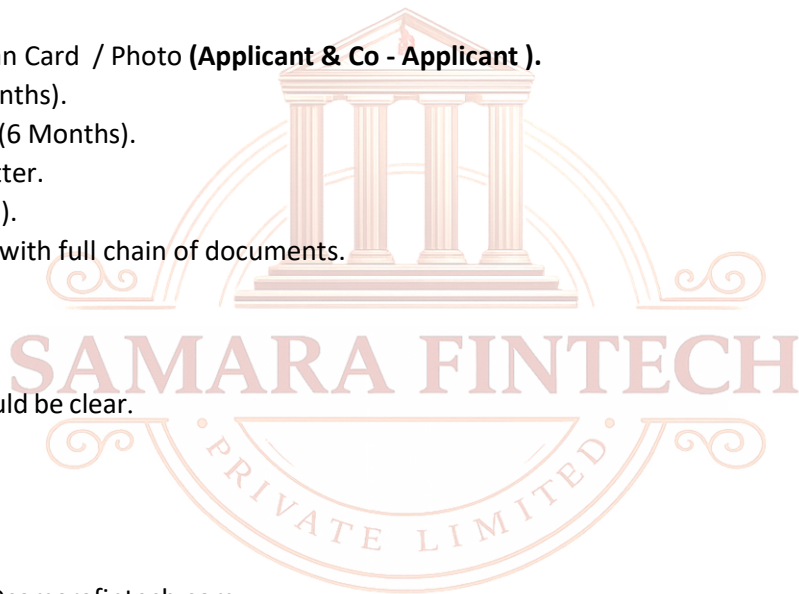 n Card / Photo (Applicant & Co - Applicant ).
nths).
(6 Months).
tter.
).
with full chain of documents.
SAMARA FINTECH
uld be clear.
PRIVATE LIMITED